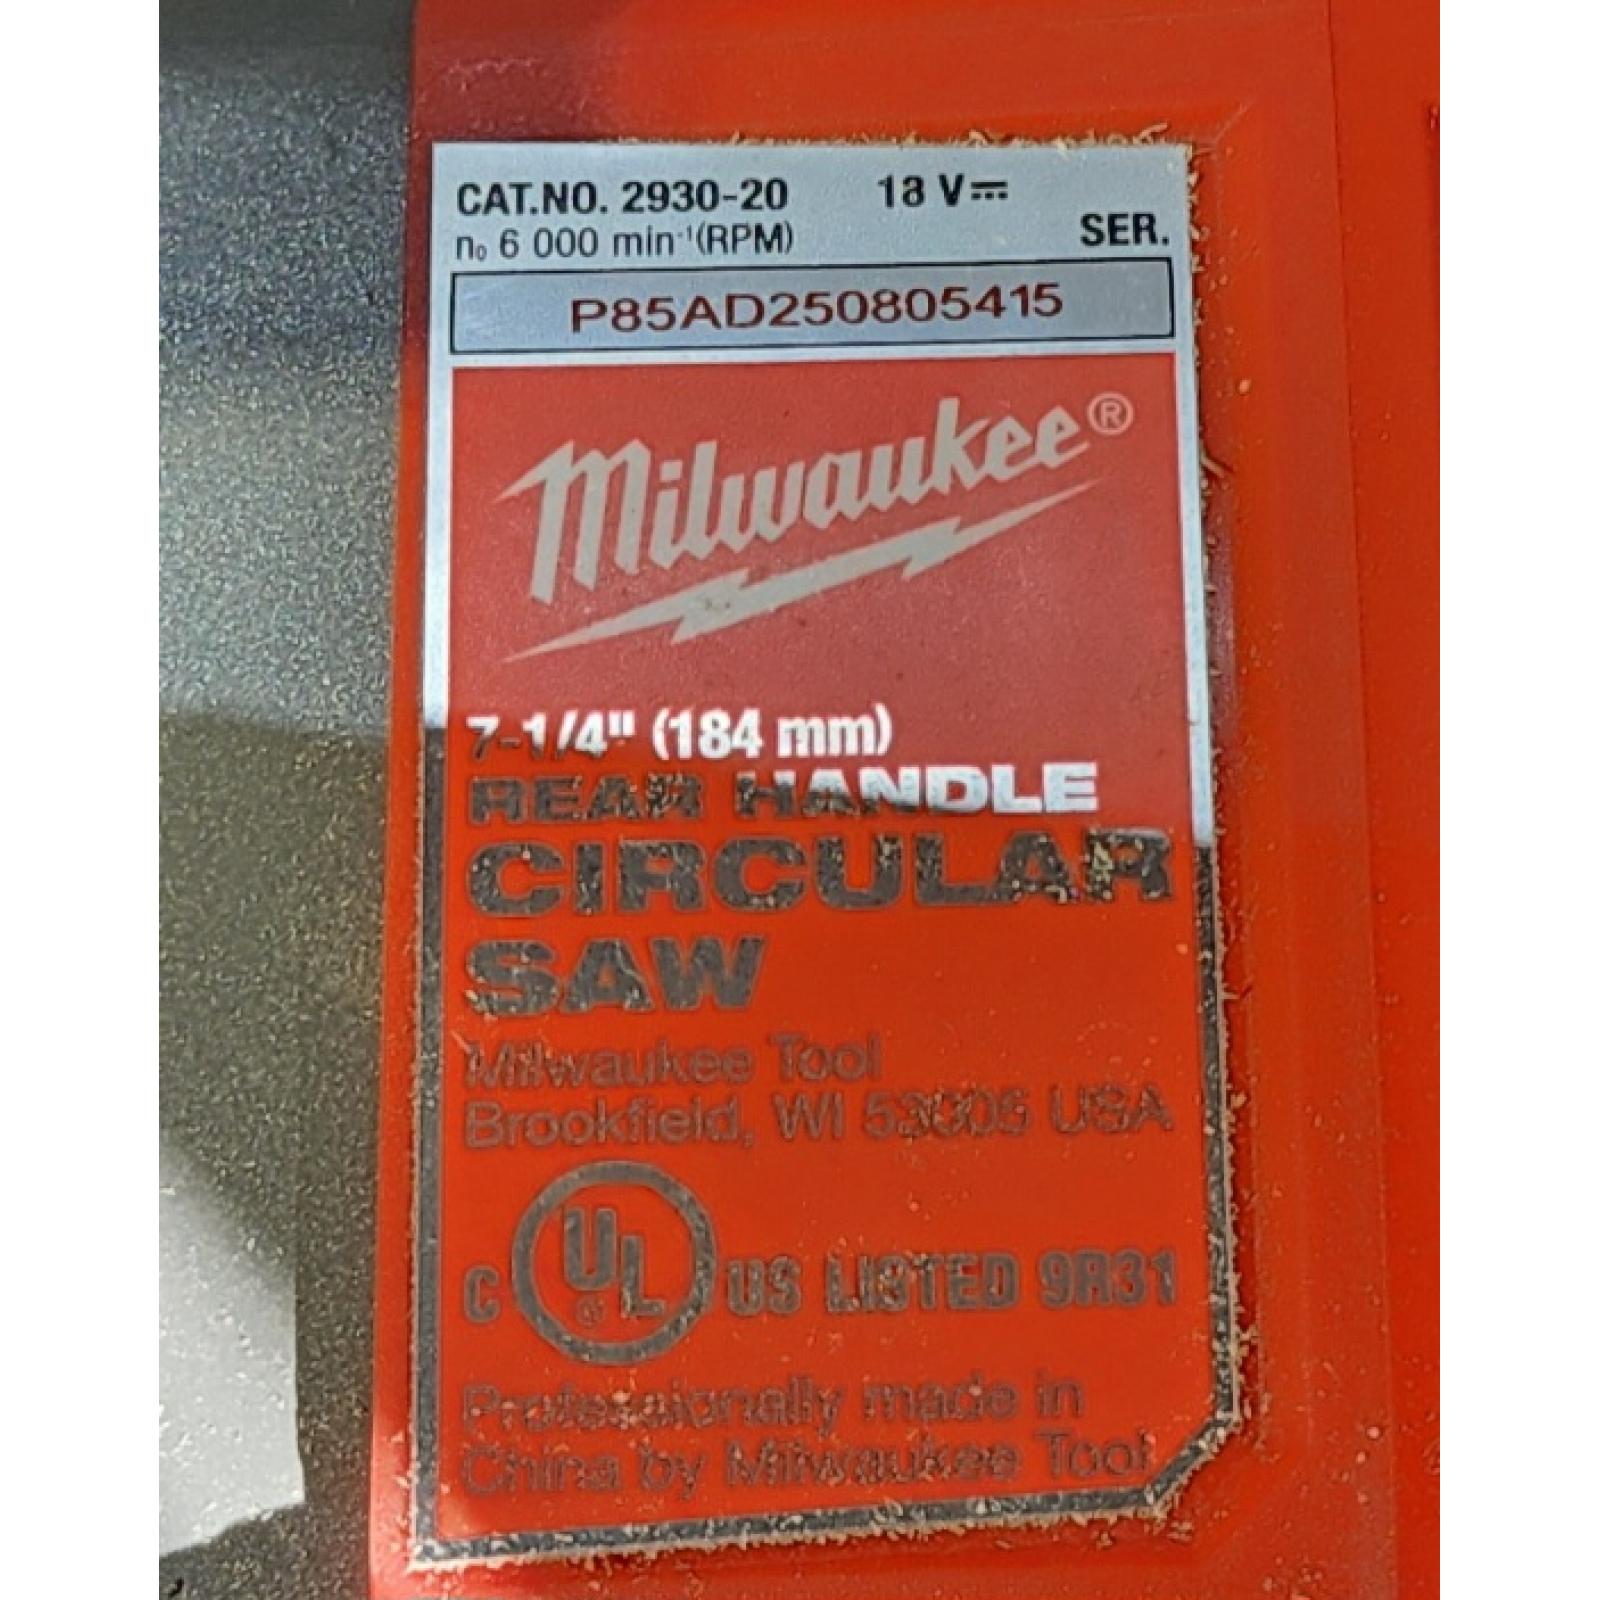 CAT.NO. 2930-20 18 V⎓
n₀ 6 000 min⁻¹(RPM)
SER.
P85AD250805415
Milwaukee®
7-1/4" (184 mm)
REAR HANDLE
CIRCULAR
SAW
Milwaukee Tool
Brookfield, WI 53005 USA
C UL® US LISTED 9R31
Professionally made in
China by Milwaukee Tool